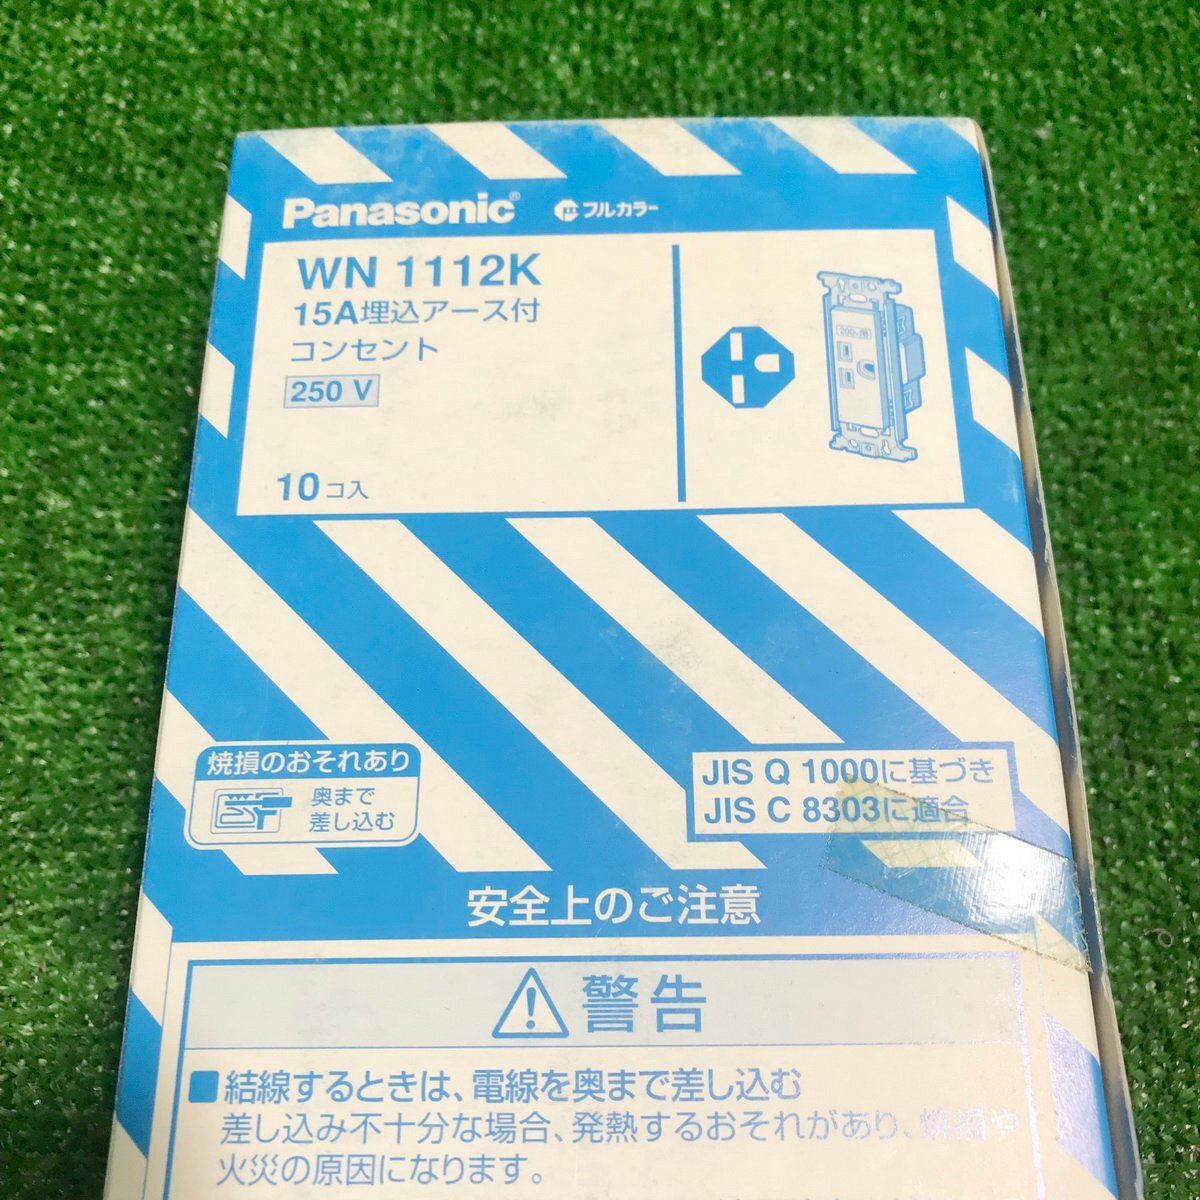 Panasonic® フルカラー
WN 1112K
15A埋込アース付
コンセント
250 V
10コ入
200V用
焼損のおそれあり
奥まで
差し込む
JIS Q 1000に基づき
JIS C 8303に適合
安全上のご注意
警告
■結線するときは、電線を奥まで差し込む
差し込み不十分な場合、発熱するおそれがあり、焼損や
火災の原因になります。